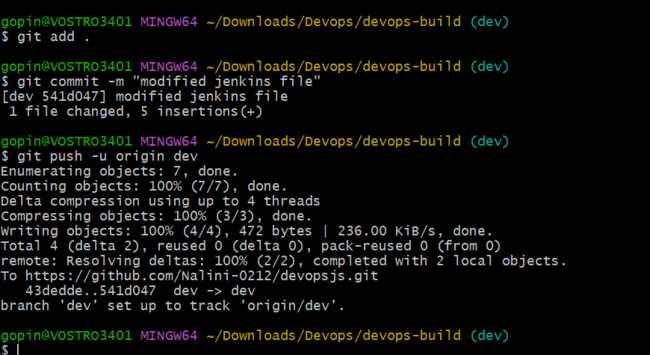 gopin@VOSTRO3401 MINGW64 ~/Downloads/Devops/devops-build (dev)
$ git add .
gopin@VOSTRO3401 MINGW64 ~/Downloads/Devops/devops-build (dev)
$ git commit -m "modified jenkins file"
[dev 541d047] modified jenkins file
 1 file changed, 5 insertions(+)
gopin@VOSTRO3401 MINGW64 ~/Downloads/Devops/devops-build (dev)
$ git push -u origin dev
Enumerating objects: 7, done.
Counting objects: 100% (7/7), done.
Delta compression using up to 4 threads
Compressing objects: 100% (3/3), done.
Writing objects: 100% (4/4), 472 bytes | 236.00 KiB/s, done.
Total 4 (delta 2), reused 0 (delta 0), pack-reused 0 (from 0)
remote: Resolving deltas: 100% (2/2), completed with 2 local objects.
To https://github.com/Nalini-0212/devopsjs.git
   43dedde..541d047  dev -> dev
branch 'dev' set up to track 'origin/dev'.
gopin@VOSTRO3401 MINGW64 ~/Downloads/Devops/devops-build (dev)
$